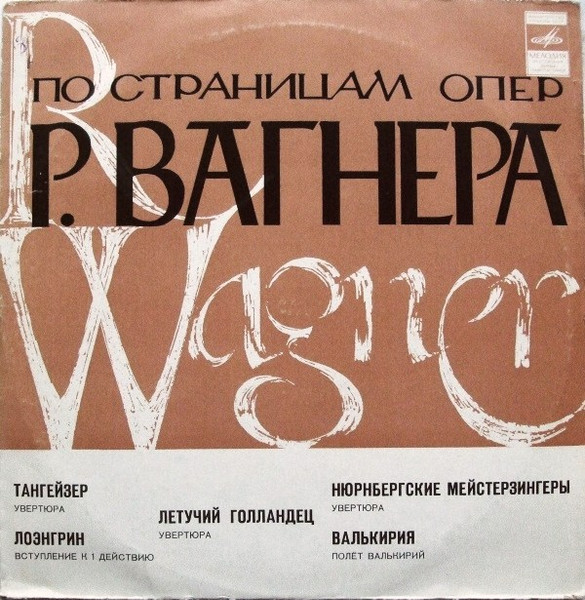 МЕЛОДИЯ
ПО СТРАНИЦАМ ОПЕР
Р. ВАГНЕРА
R
Wagner
ТАНГЕЙЗЕР
УВЕРТЮРА
ЛОЭНГРИН
ВСТУПЛЕНИЕ К 1 ДЕЙСТВИЮ
ЛЕТУЧИЙ ГОЛЛАНДЕЦ
УВЕРТЮРА
НЮРНБЕРГСКИЕ МЕЙСТЕРЗИНГЕРЫ
УВЕРТЮРА
ВАЛЬКИРИЯ
ПОЛЁТ ВАЛЬКИРИЙ